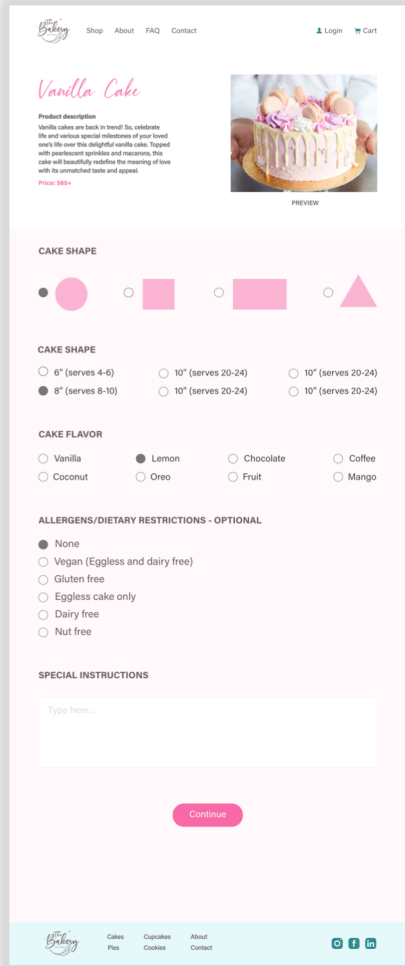 The Bakery
Shop About FAQ Contact Login Cart
Vanilla Cake
Product description
Vanilla cakes are back in trend! So, celebrate
life and various special milestones of your loved
one's life over this delightful vanilla cake. Topped
with pearlescent sprinkles and macarons, this
cake will beautifully redefine the meaning of love
with its unmatched taste and appeal.
Price: $85+
PREVIEW
CAKE SHAPE
CAKE SHAPE
6” (serves 4-6) 10” (serves 20-24) 10” (serves 20-24)
8” (serves 8-10) 10” (serves 20-24) 10” (serves 20-24)
CAKE FLAVOR
Vanilla Lemon Chocolate Coffee
Coconut Oreo Fruit Mango
ALLERGENS/DIETARY RESTRICTIONS - OPTIONAL
None
Vegan (Eggless and dairy free)
Gluten free
Eggless cake only
Dairy free
Nut free
SPECIAL INSTRUCTIONS
Type here...
Continue
The Bakery
Cakes Cupcakes About
Pies Cookies Contact